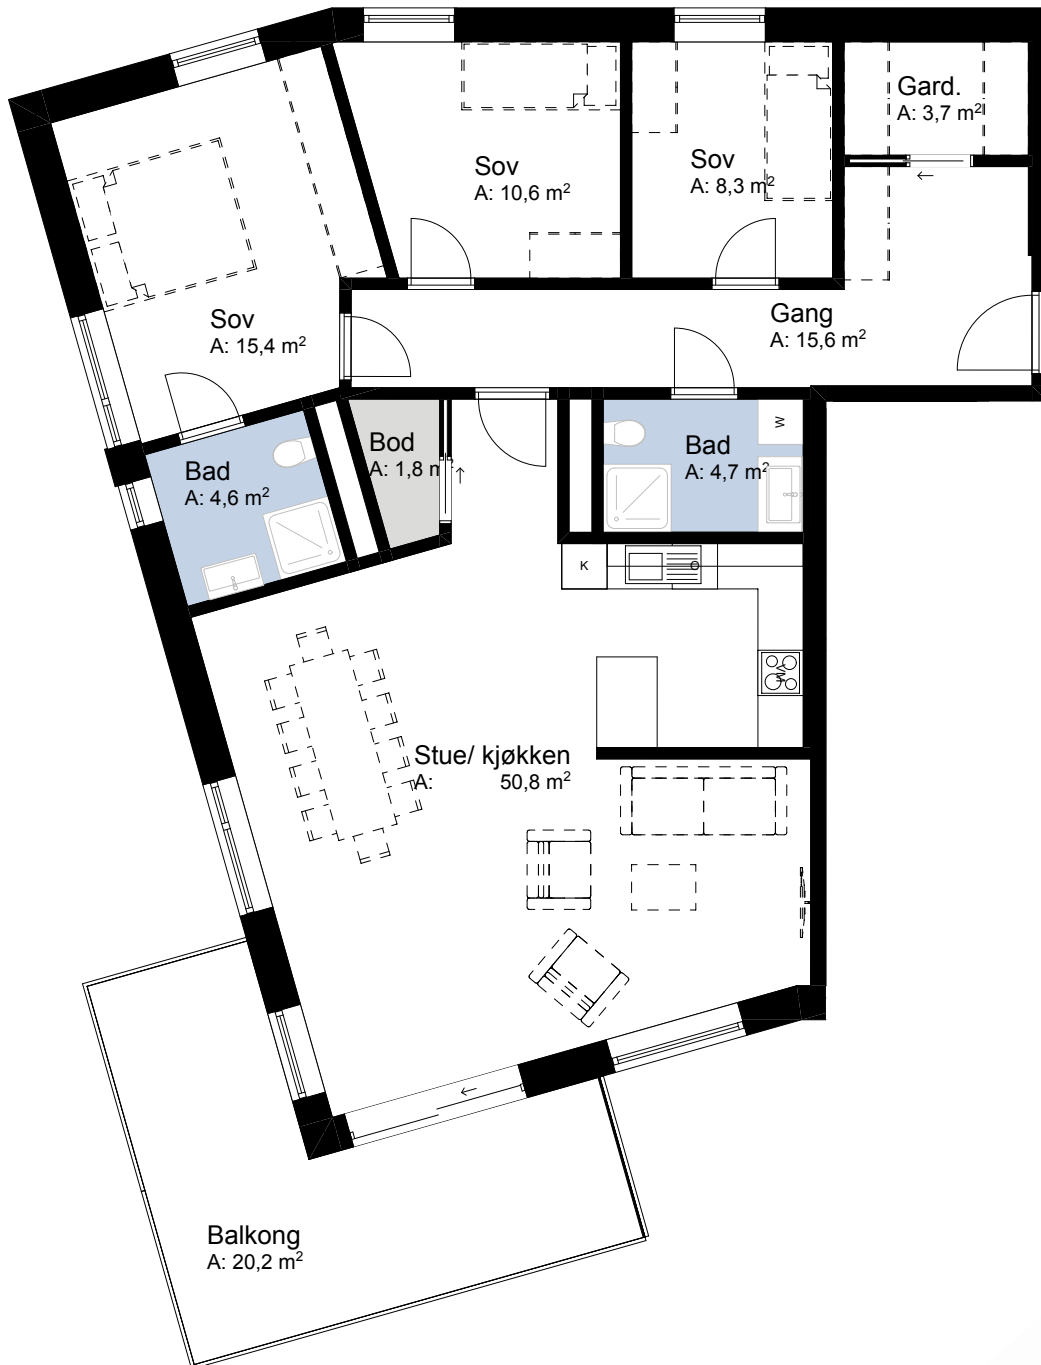 Gard.
A: 3,7 m²
Sov
A: 10,6 m²
Sov
A: 8,3 m²
Sov
A: 15,4 m²
Gang
A: 15,6 m²
Bod
A: 1,8 m²
Bad
A: 4,6 m²
Bad
A: 4,7 m²
W
K
O
VM
Stue/ kjøkken
A: 50,8 m²
Balkong
A: 20,2 m²